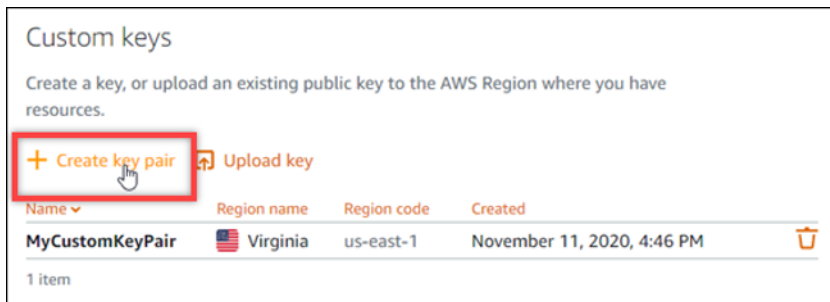 Custom keys
Create a key, or upload an existing public key to the AWS Region where you have
resources.
Create key pair Upload key
Name Region name Region code Created
MyCustomKeyPair Virginia us-east-1 November 11, 2020, 4:46 PM
1 item